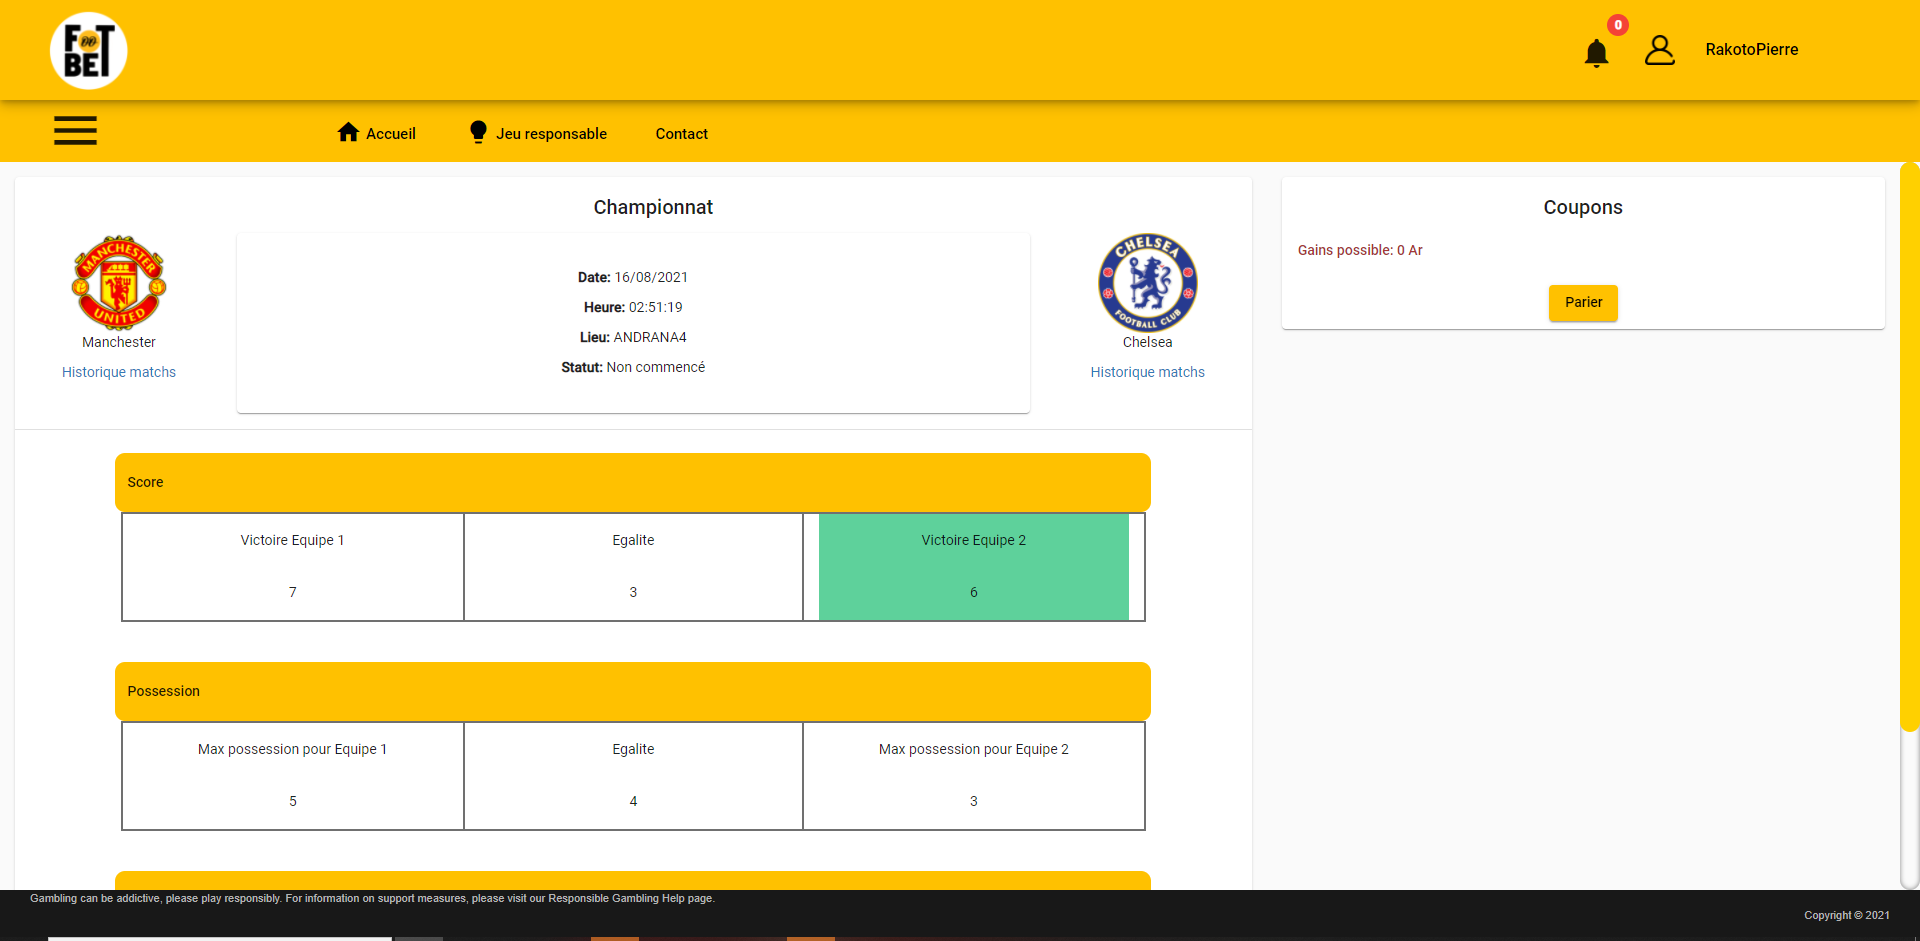 FOOT
BET
0
RakotoPierre
Accueil
Jeu responsable
Contact
Championnat
MANCHESTER
UNITED
Manchester
Historique matchs
Date: 16/08/2021
Heure: 02:51:19
Lieu: ANDRANA4
Statut: Non commencé
CHELSEA
FOOTBALL CLUB
Chelsea
Historique matchs
Coupons
Gains possible: 0 Ar
Parier
Score
Victoire Equipe 1
Egalite
Victoire Equipe 2
7
3
6
Possession
Max possession pour Equipe 1
Egalite
Max possession pour Equipe 2
5
4
3
Gambling can be addictive, please play responsibly. For information on support measures, please visit our Responsible Gambling Help page.
Copyright © 2021